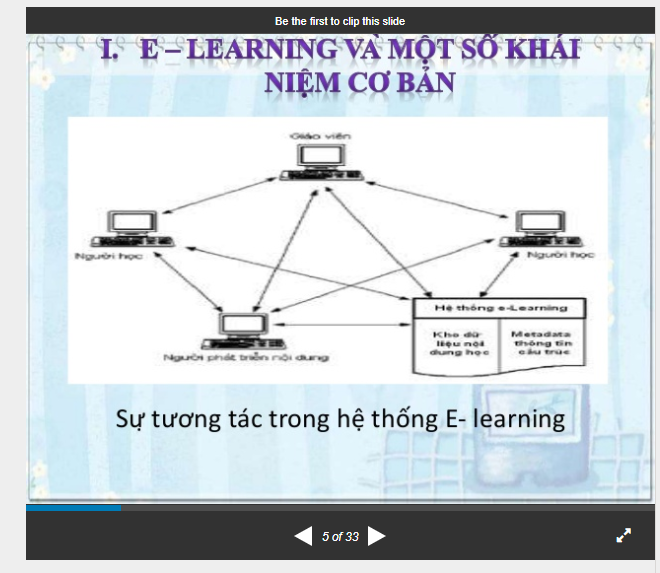 Be the first to clip this slide
I. E – LEARNING VÀ MỘT SỐ KHÁI
NIỆM CƠ BẢN
Giáo viên
Người học
Người học
Hệ thống e-Learning
Kho dữ
liệu nội
dung học
Metadata
thông tin
cấu trúc
Người phát triển nội dung
Sự tương tác trong hệ thống E- learning
5 of 33